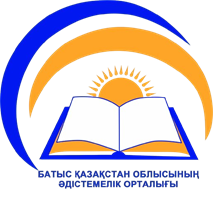 БАТЫС ҚАЗАҚСТАН ОБЛЫСЫНЫҢ
ӘДІСТЕМЕЛІК ОРТАЛЫҒЫ